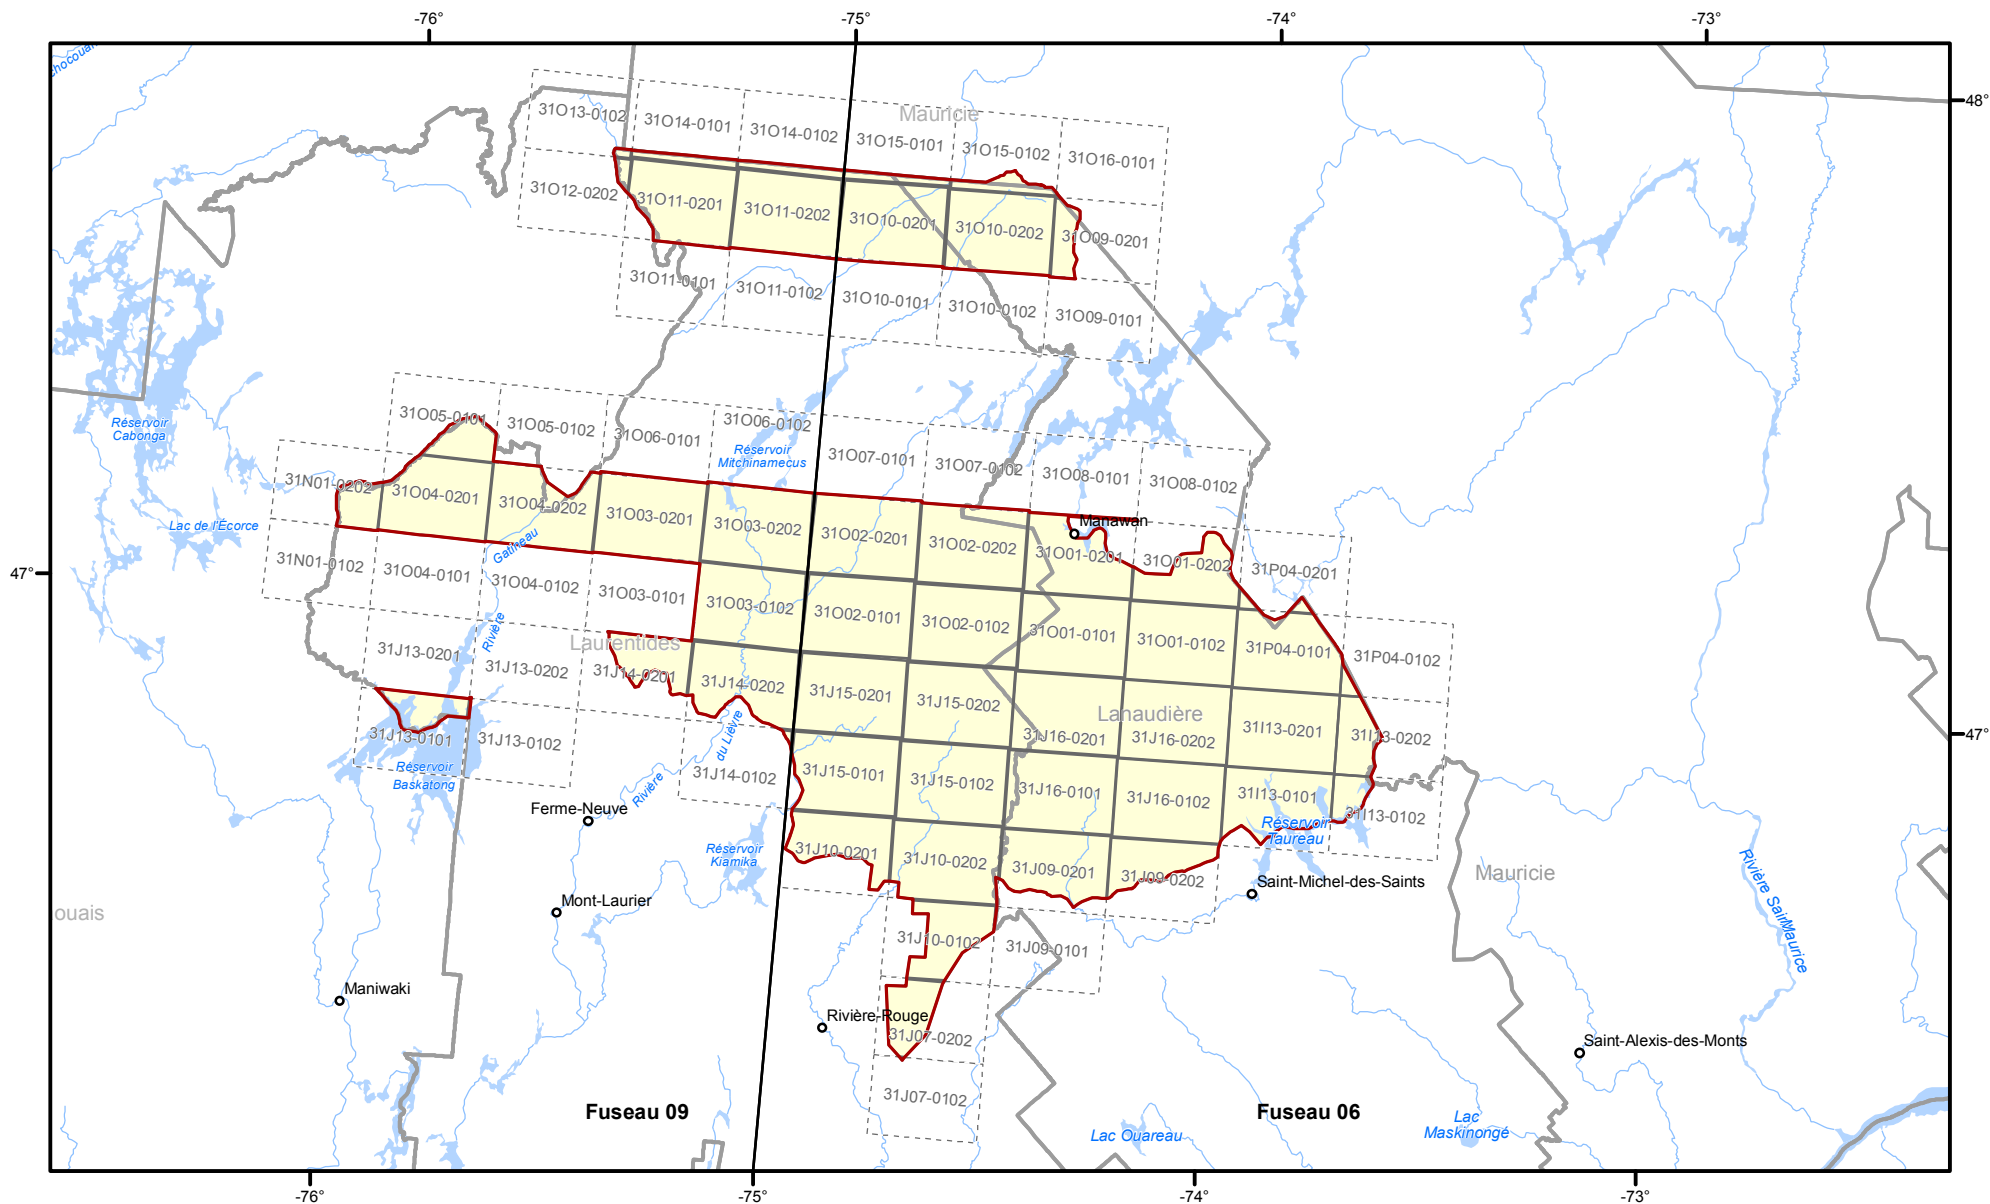 -76°
-75°
-74°
-73°
chocouan
Mauricie
48°
31O13-0102
31O14-0101
31O14-0102
31O15-0101
31O15-0102
31O16-0101
31O12-0202
31O11-0201
31O11-0202
31O10-0201
31O10-0202
31O09-0201
31O11-0101
31O11-0102
31O10-0101
31O10-0102
31O09-0101
Réservoir
Cabonga
31O05-0101
31O05-0102
31O06-0101
31O06-0102
Réservoir
Mitchinamecus
31O07-0101
31O07-0102
31O08-0101
31O08-0102
31N01-0202
31O04-0201
31O04-0202
31O03-0201
31O03-0202
31O02-0201
31O02-0202
Manawan
31O01-0201
31O01-0202
31P04-0201
Lac de l'Écorce
Gatineau
47°
31N01-0102
31O04-0101
31O04-0102
31O03-0101
31O03-0102
31O02-0101
31O02-0102
31O01-0101
31O01-0102
31P04-0101
31P04-0102
Rivière
Laurentides
31J13-0201
31J13-0202
31J14-0201
31J14-0202
31J15-0201
31J15-0202
Lanaudière
31J16-0201
31J16-0202
31I13-0201
31I13-0202
47°
31J13-0101
31J13-0102
Réservoir
Baskatong
du Lièvre
Rivière
31J14-0102
31J15-0101
31J15-0102
31J16-0101
31J16-0102
31I13-0101
31I13-0102
Ferme-Neuve
Réservoir
Taureau
Réservoir
Kiamika
31J10-0201
31J10-0202
31J09-0201
31J09-0202
Saint-Michel-des-Saints
Mauricie
Mont-Laurier
ouais
31J10-0102
31J09-0101
Rivière Saint-Maurice
Maniwaki
Rivière-Rouge
31J07-0202
Saint-Alexis-des-Monts
31J07-0102
Fuseau 09
Fuseau 06
Lac Ouareau
Lac
Maskinongé
-76°
-75°
-74°
-73°